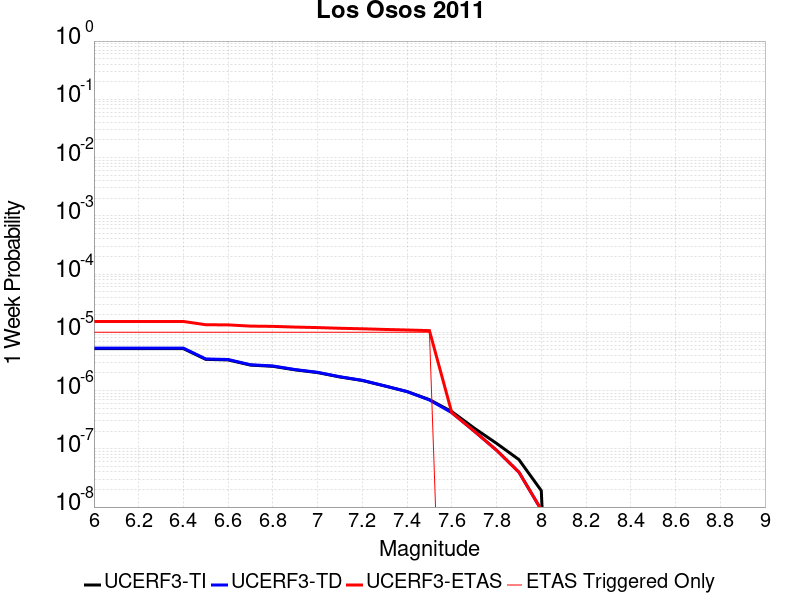 Los Osos 2011
10^0
10^-1
10^-2
10^-3
10^-4
10^-5
10^-6
10^-7
10^-8
1 Week Probability
6 6.2 6.4 6.6 6.8 7 7.2 7.4 7.6 7.8 8 8.2 8.4 8.6 8.8 9
Magnitude
UCERF3-TI UCERF3-TD UCERF3-ETAS ETAS Triggered Only